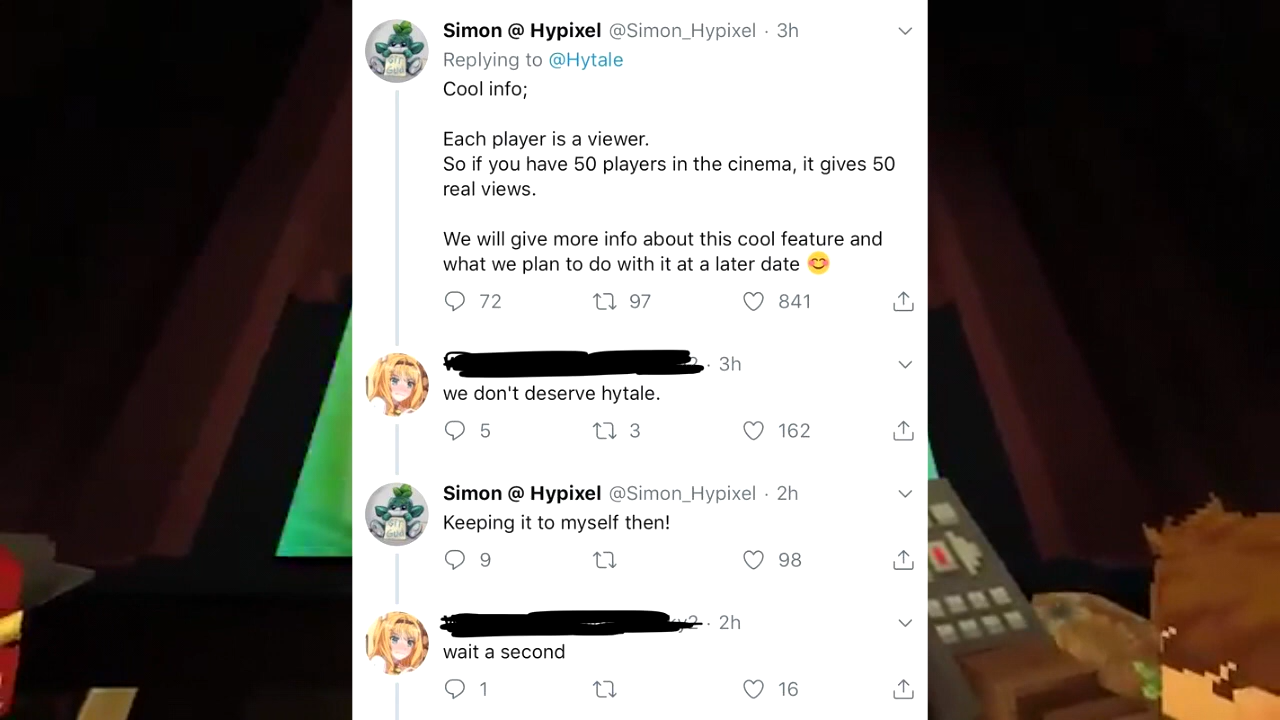 Simon @ Hypixel @Simon_Hypixel · 3h
Replying to @Hytale
Cool info;
Each player is a viewer.
So if you have 50 players in the cinema, it gives 50
real views.
We will give more info about this cool feature and
what we plan to do with it at a later date 😊
72 97 841
· 3h
we don't deserve hytale.
5 3 162
Simon @ Hypixel @Simon_Hypixel · 2h
Keeping it to myself then!
9 98
· 2h
wait a second
1 16